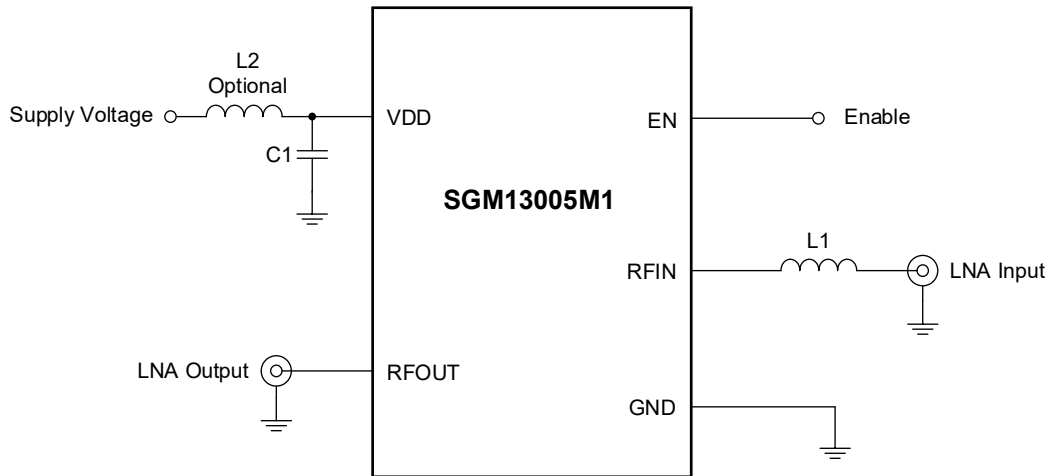 L2
Optional
Supply Voltage
VDD
C1
EN
Enable
SGM13005M1
L1
RFIN
LNA Input
LNA Output
RFOUT
GND